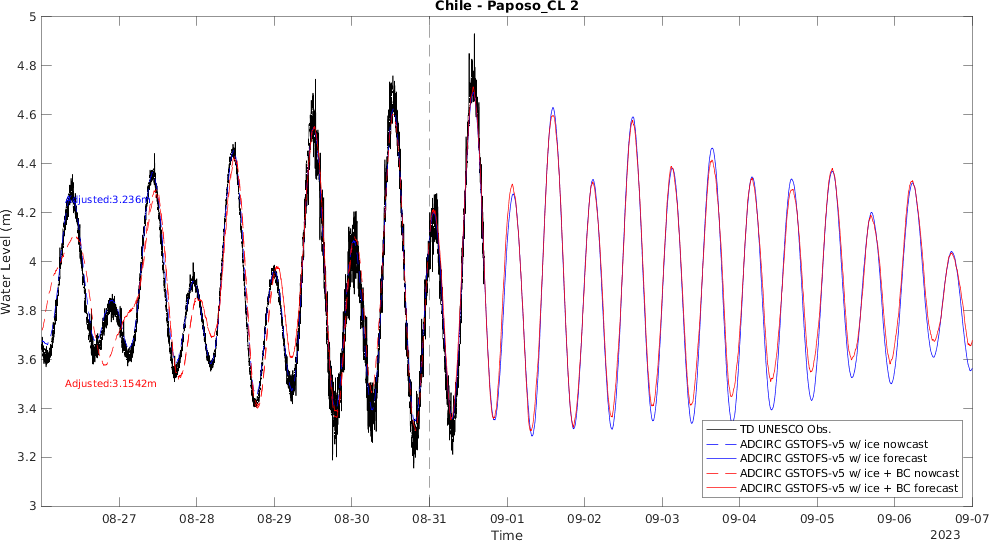 Chile - Paposo_CL 2
Water Level (m)
5
4.8
4.6
4.4
4.2
4
3.8
3.6
3.4
3.2
3
Adjusted:3.236m
Adjusted:3.1542m
TD UNESCO Obs.
ADCIRC GSTOFS-v5 w/ ice nowcast
ADCIRC GSTOFS-v5 w/ ice forecast
ADCIRC GSTOFS-v5 w/ ice + BC nowcast
ADCIRC GSTOFS-v5 w/ ice + BC forecast
08-27 08-28 08-29 08-30 08-31 09-01 09-02 09-03 09-04 09-05 09-06 09-07
Time
2023